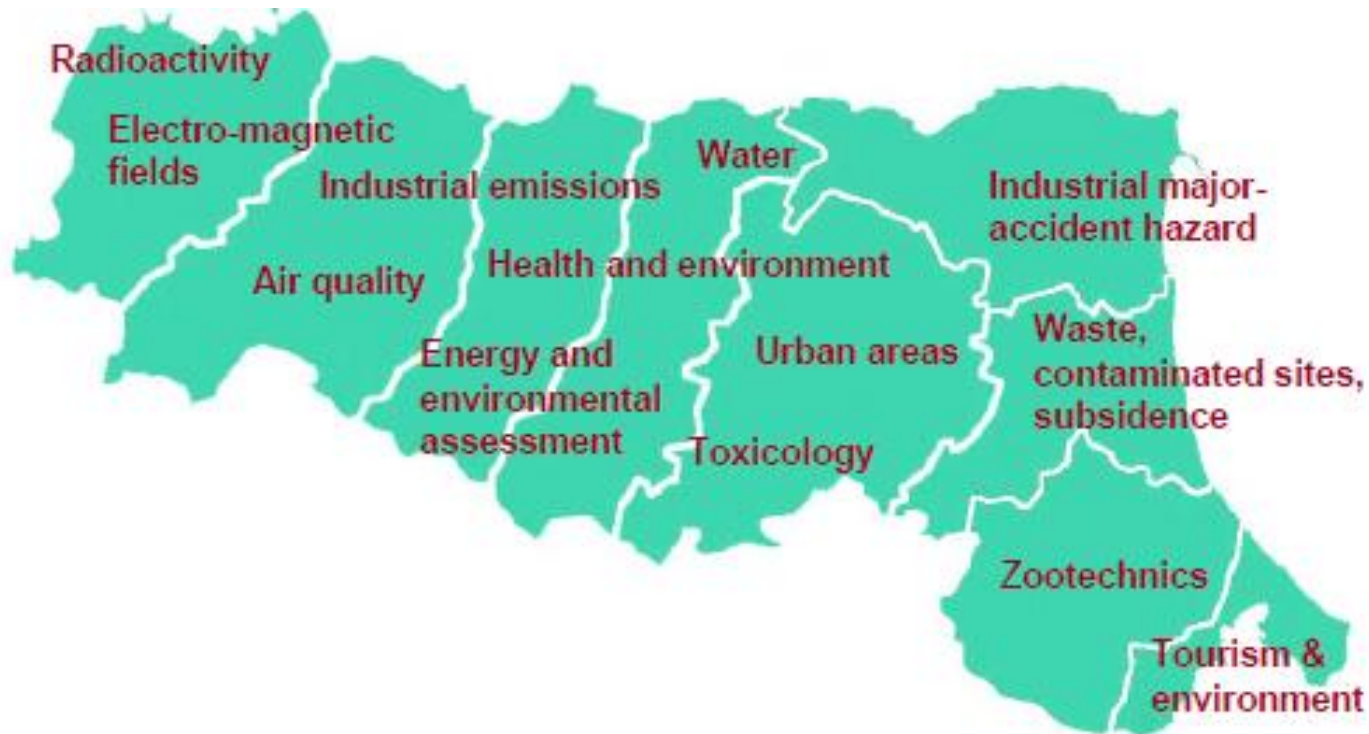 Radioactivity
Electro-magnetic
fields
Industrial emissions
Air quality
Water
Health and environment
Energy and
environmental
assessment
Urban areas
Toxicology
Industrial major-
accident hazard
Waste,
contaminated sites,
subsidence
Zootechnics
Tourism &
environment